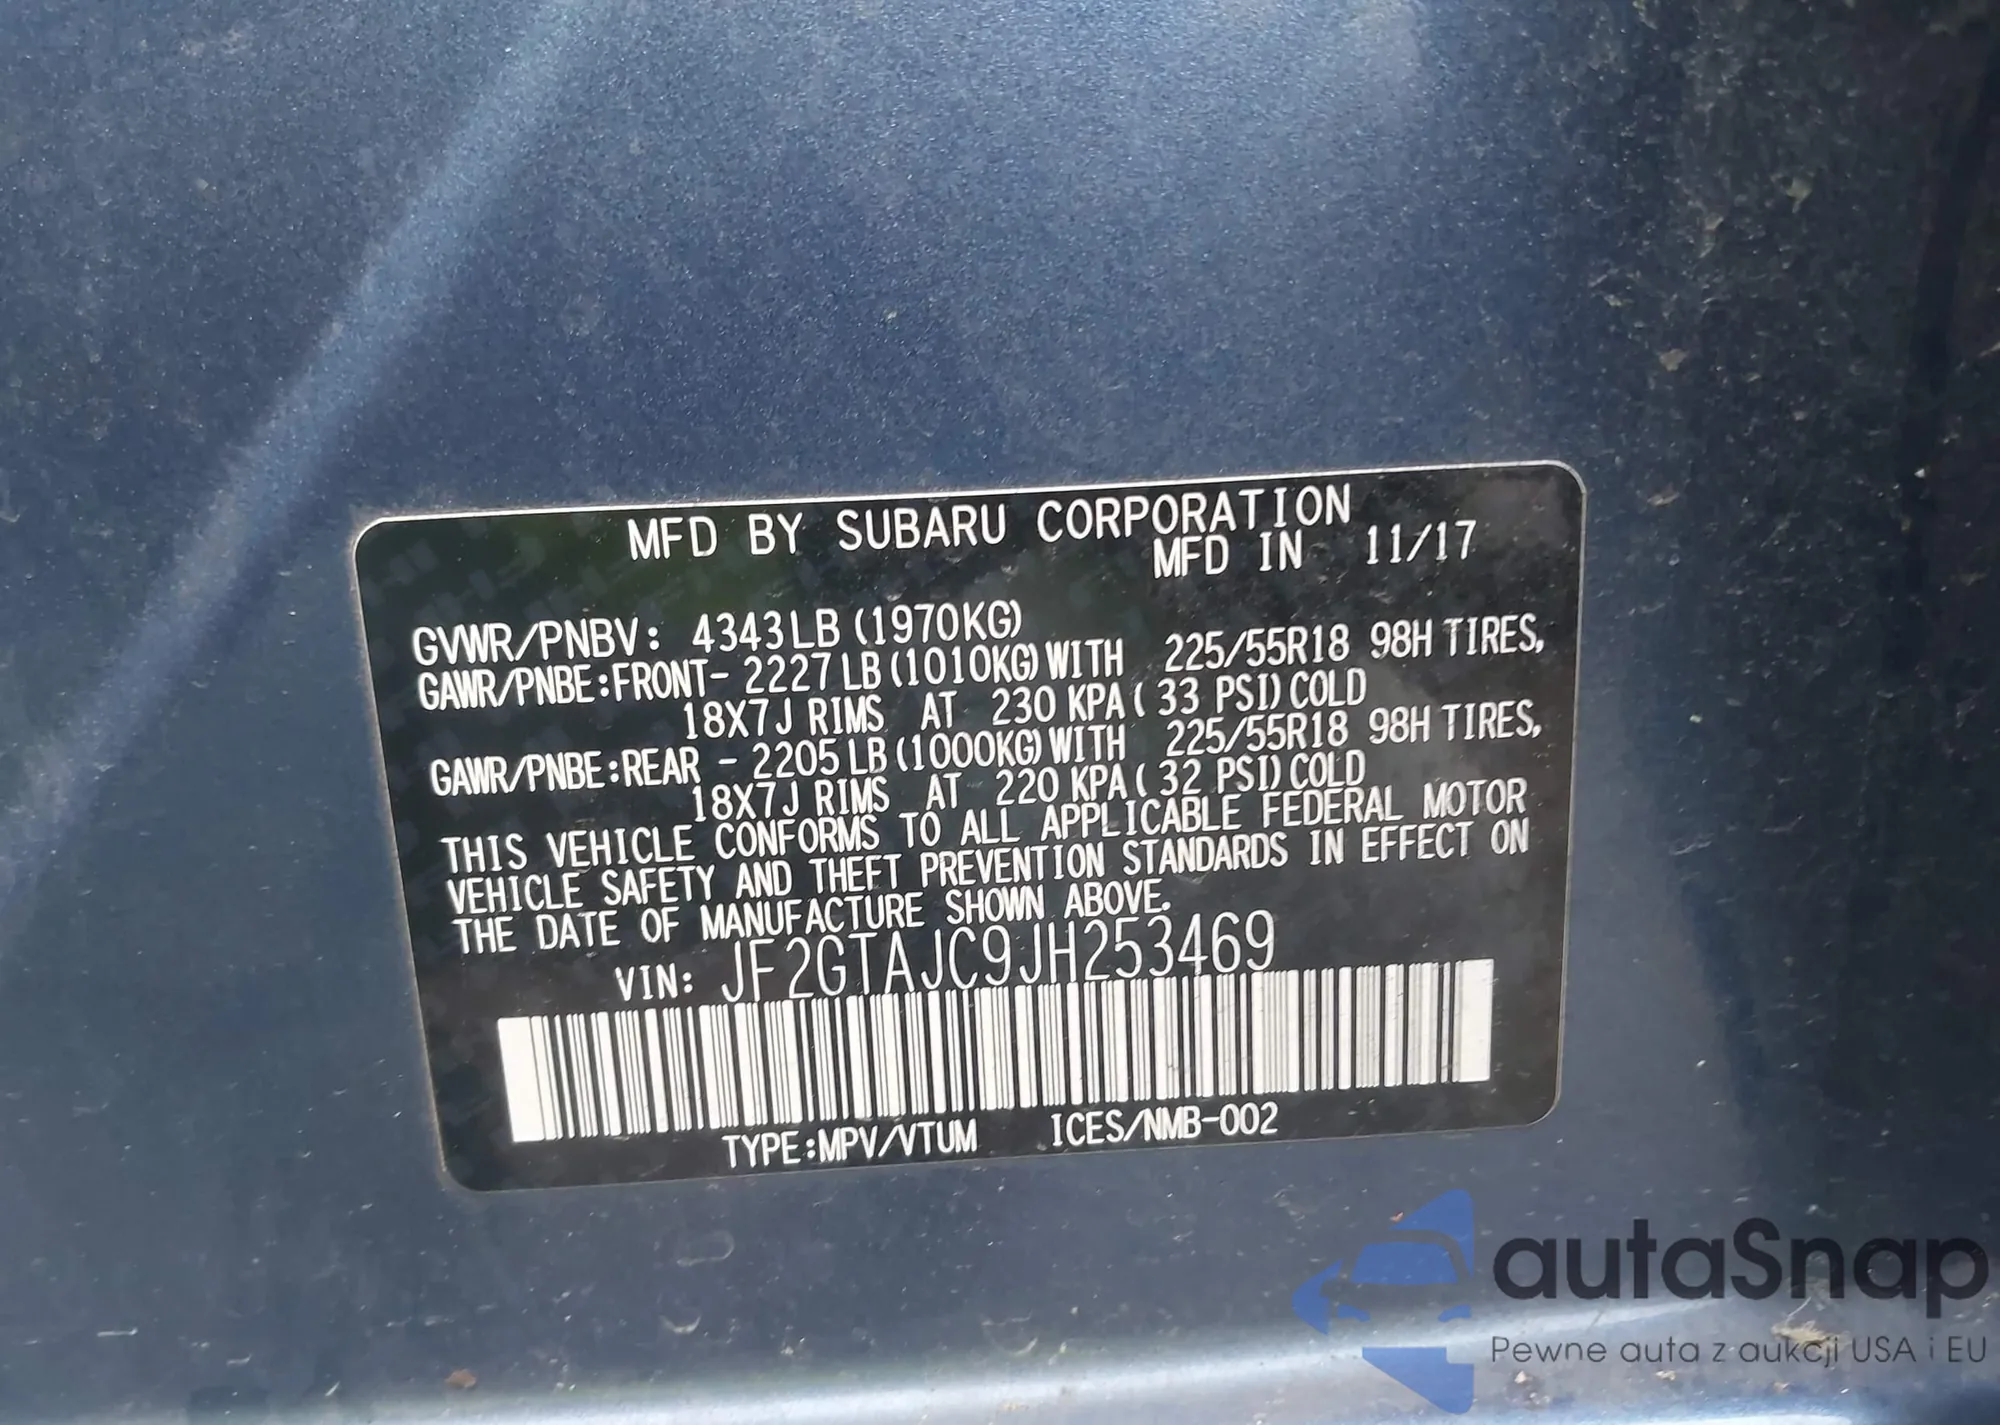 MFD BY SUBARU CORPORATION
MFD IN 11/17
GVWR/PNBV: 4343LB (1970KG)
GAWR/PNBE:FRONT- 2227LB (1010KG) WITH 225/55R18 98H TIRES,
18X7J RIMS AT 230 KPA( 33 PSI) COLD
GAWR/PNBE:REAR - 2205LB (1000KG) WITH 225/55R18 98H TIRES,
18X7J RIMS AT 220 KPA( 32 PSI) COLD
THIS VEHICLE CONFORMS TO ALL APPLICABLE FEDERAL MOTOR
VEHICLE SAFETY AND THEFT PREVENTION STANDARDS IN EFFECT ON
THE DATE OF MANUFACTURE SHOWN ABOVE.
VIN: JF2GTAJC9JH253469
TYPE:MPV/VTUM ICES/NMB-002
autaSnap
Pewne auta z aukcji USA i EU